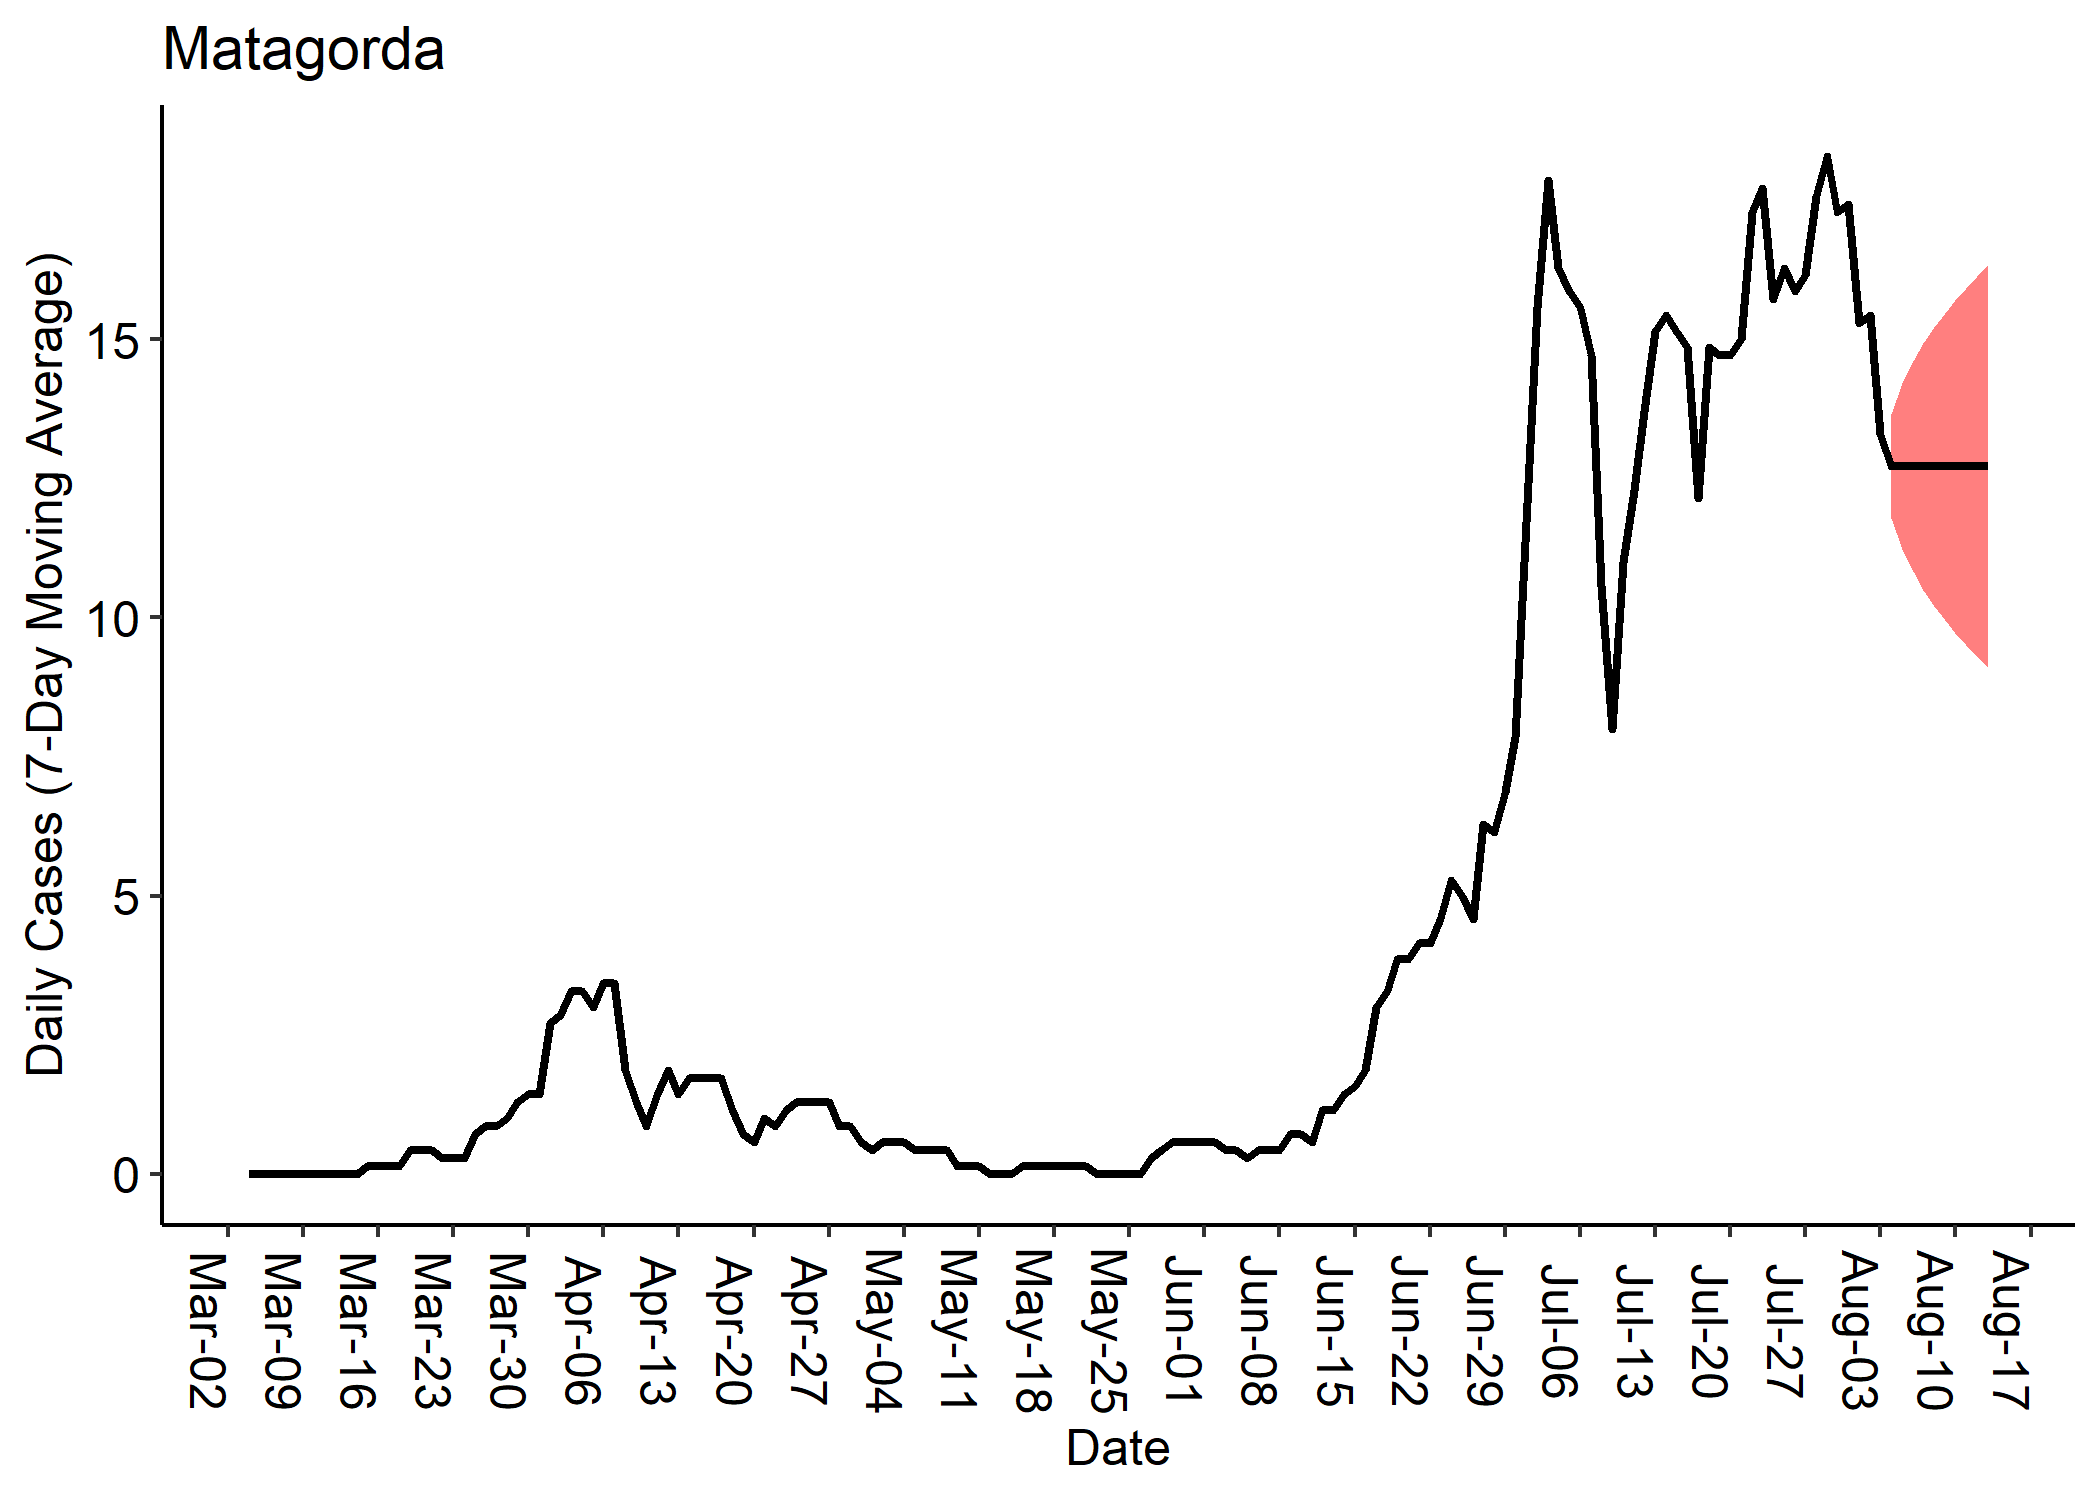 Matagorda
Daily Cases (7-Day Moving Average)
15
10
5
0
Mar-02
Mar-09
Mar-16
Mar-23
Mar-30
Apr-06
Apr-13
Apr-20
Apr-27
May-04
May-11
May-18
May-25
Jun-01
Jun-08
Jun-15
Jun-22
Jun-29
Jul-06
Jul-13
Jul-20
Jul-27
Aug-03
Aug-10
Aug-17
Date